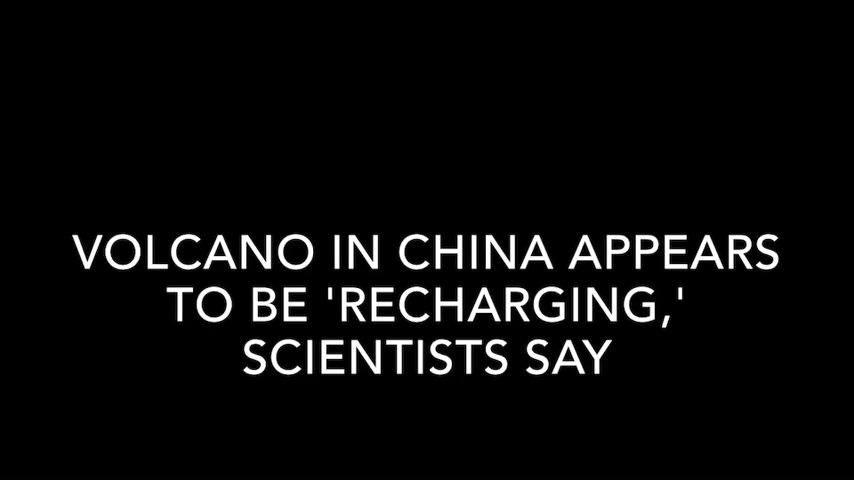 VOLCANO IN CHINA APPEARS
TO BE 'RECHARGING,'
SCIENTISTS SAY